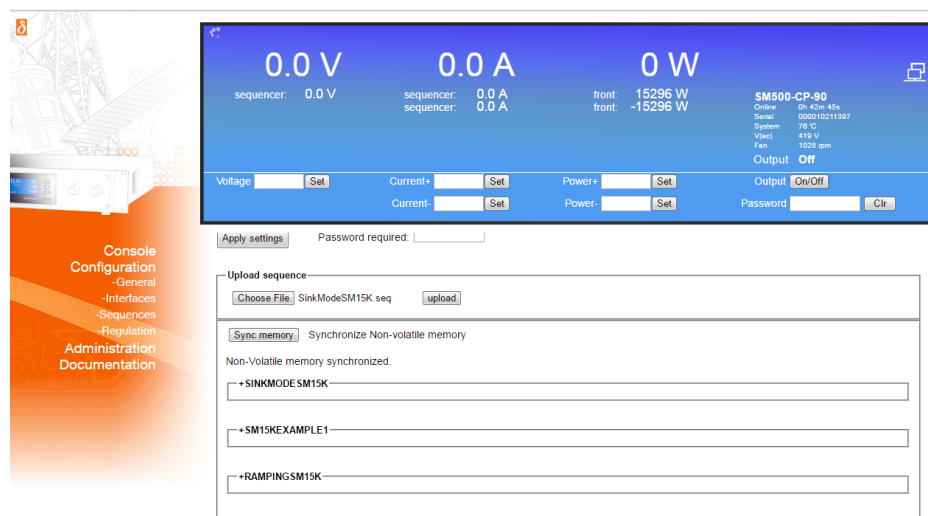 δ
0.0 V 0.0 A 0 W
sequencer: 0.0 V sequencer: 0.0 A front: 15296 W
sequencer: 0.0 A front: -15296 W
SM500-CP-90
Online 0h 42m 45s
Serial 000010211397
System 76 °C
V(ac) 419 V
Fan 1028 rpm
Output Off
Voltage Set Current+ Set Power+ Set Output On/Off
Current- Set Power- Set Password Clr
Console
Configuration
-General
-Interfaces
-Sequences
-Regulation
Administration
Documentation
Apply settings Password required:
Upload sequence
Choose File SinkModeSM15K.seq upload
Sync memory Synchronize Non-volatile memory
Non-Volatile memory synchronized.
+SINKMODESM15K
+SM15KEXAMPLE1
+RAMPINGSM15K